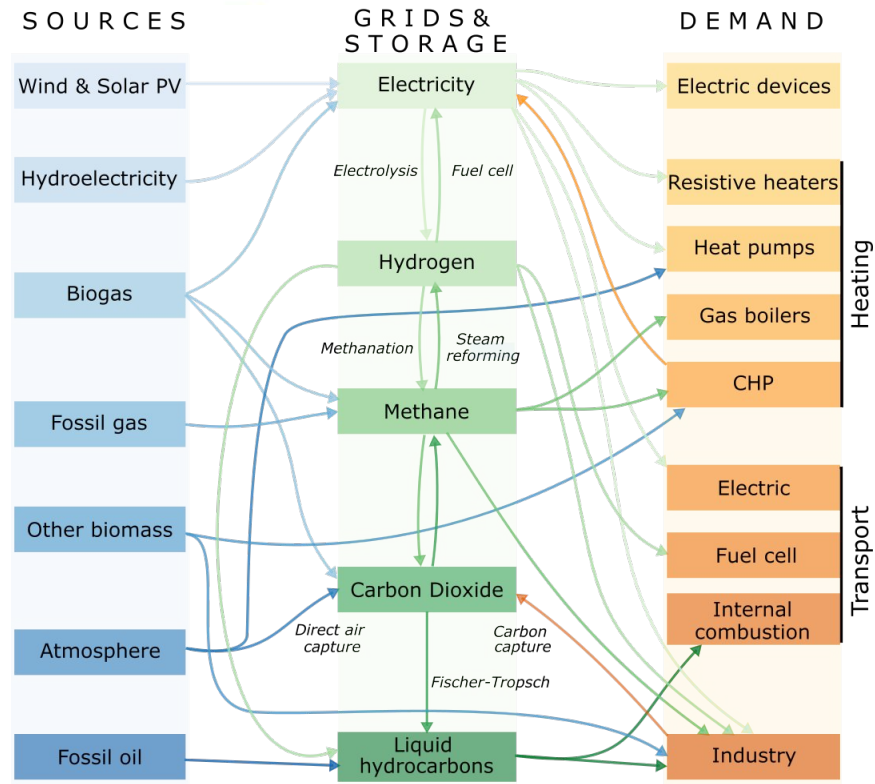 SOURCES
GRIDS&
STORAGE
DEMAND
Wind & Solar PV
Electricity
Electric devices
Hydroelectricity
Electrolysis
Fuel cell
Resistive heaters
Heat pumps
Hydrogen
Biogas
Gas boilers
Heating
Methanation
Steam
reforming
CHP
Fossil gas
Methane
Electric
Other biomass
Fuel cell
Transport
Carbon Dioxide
Internal
combustion
Atmosphere
Direct air
capture
Carbon
capture
Fischer-Tropsch
Fossil oil
Liquid
hydrocarbons
Industry